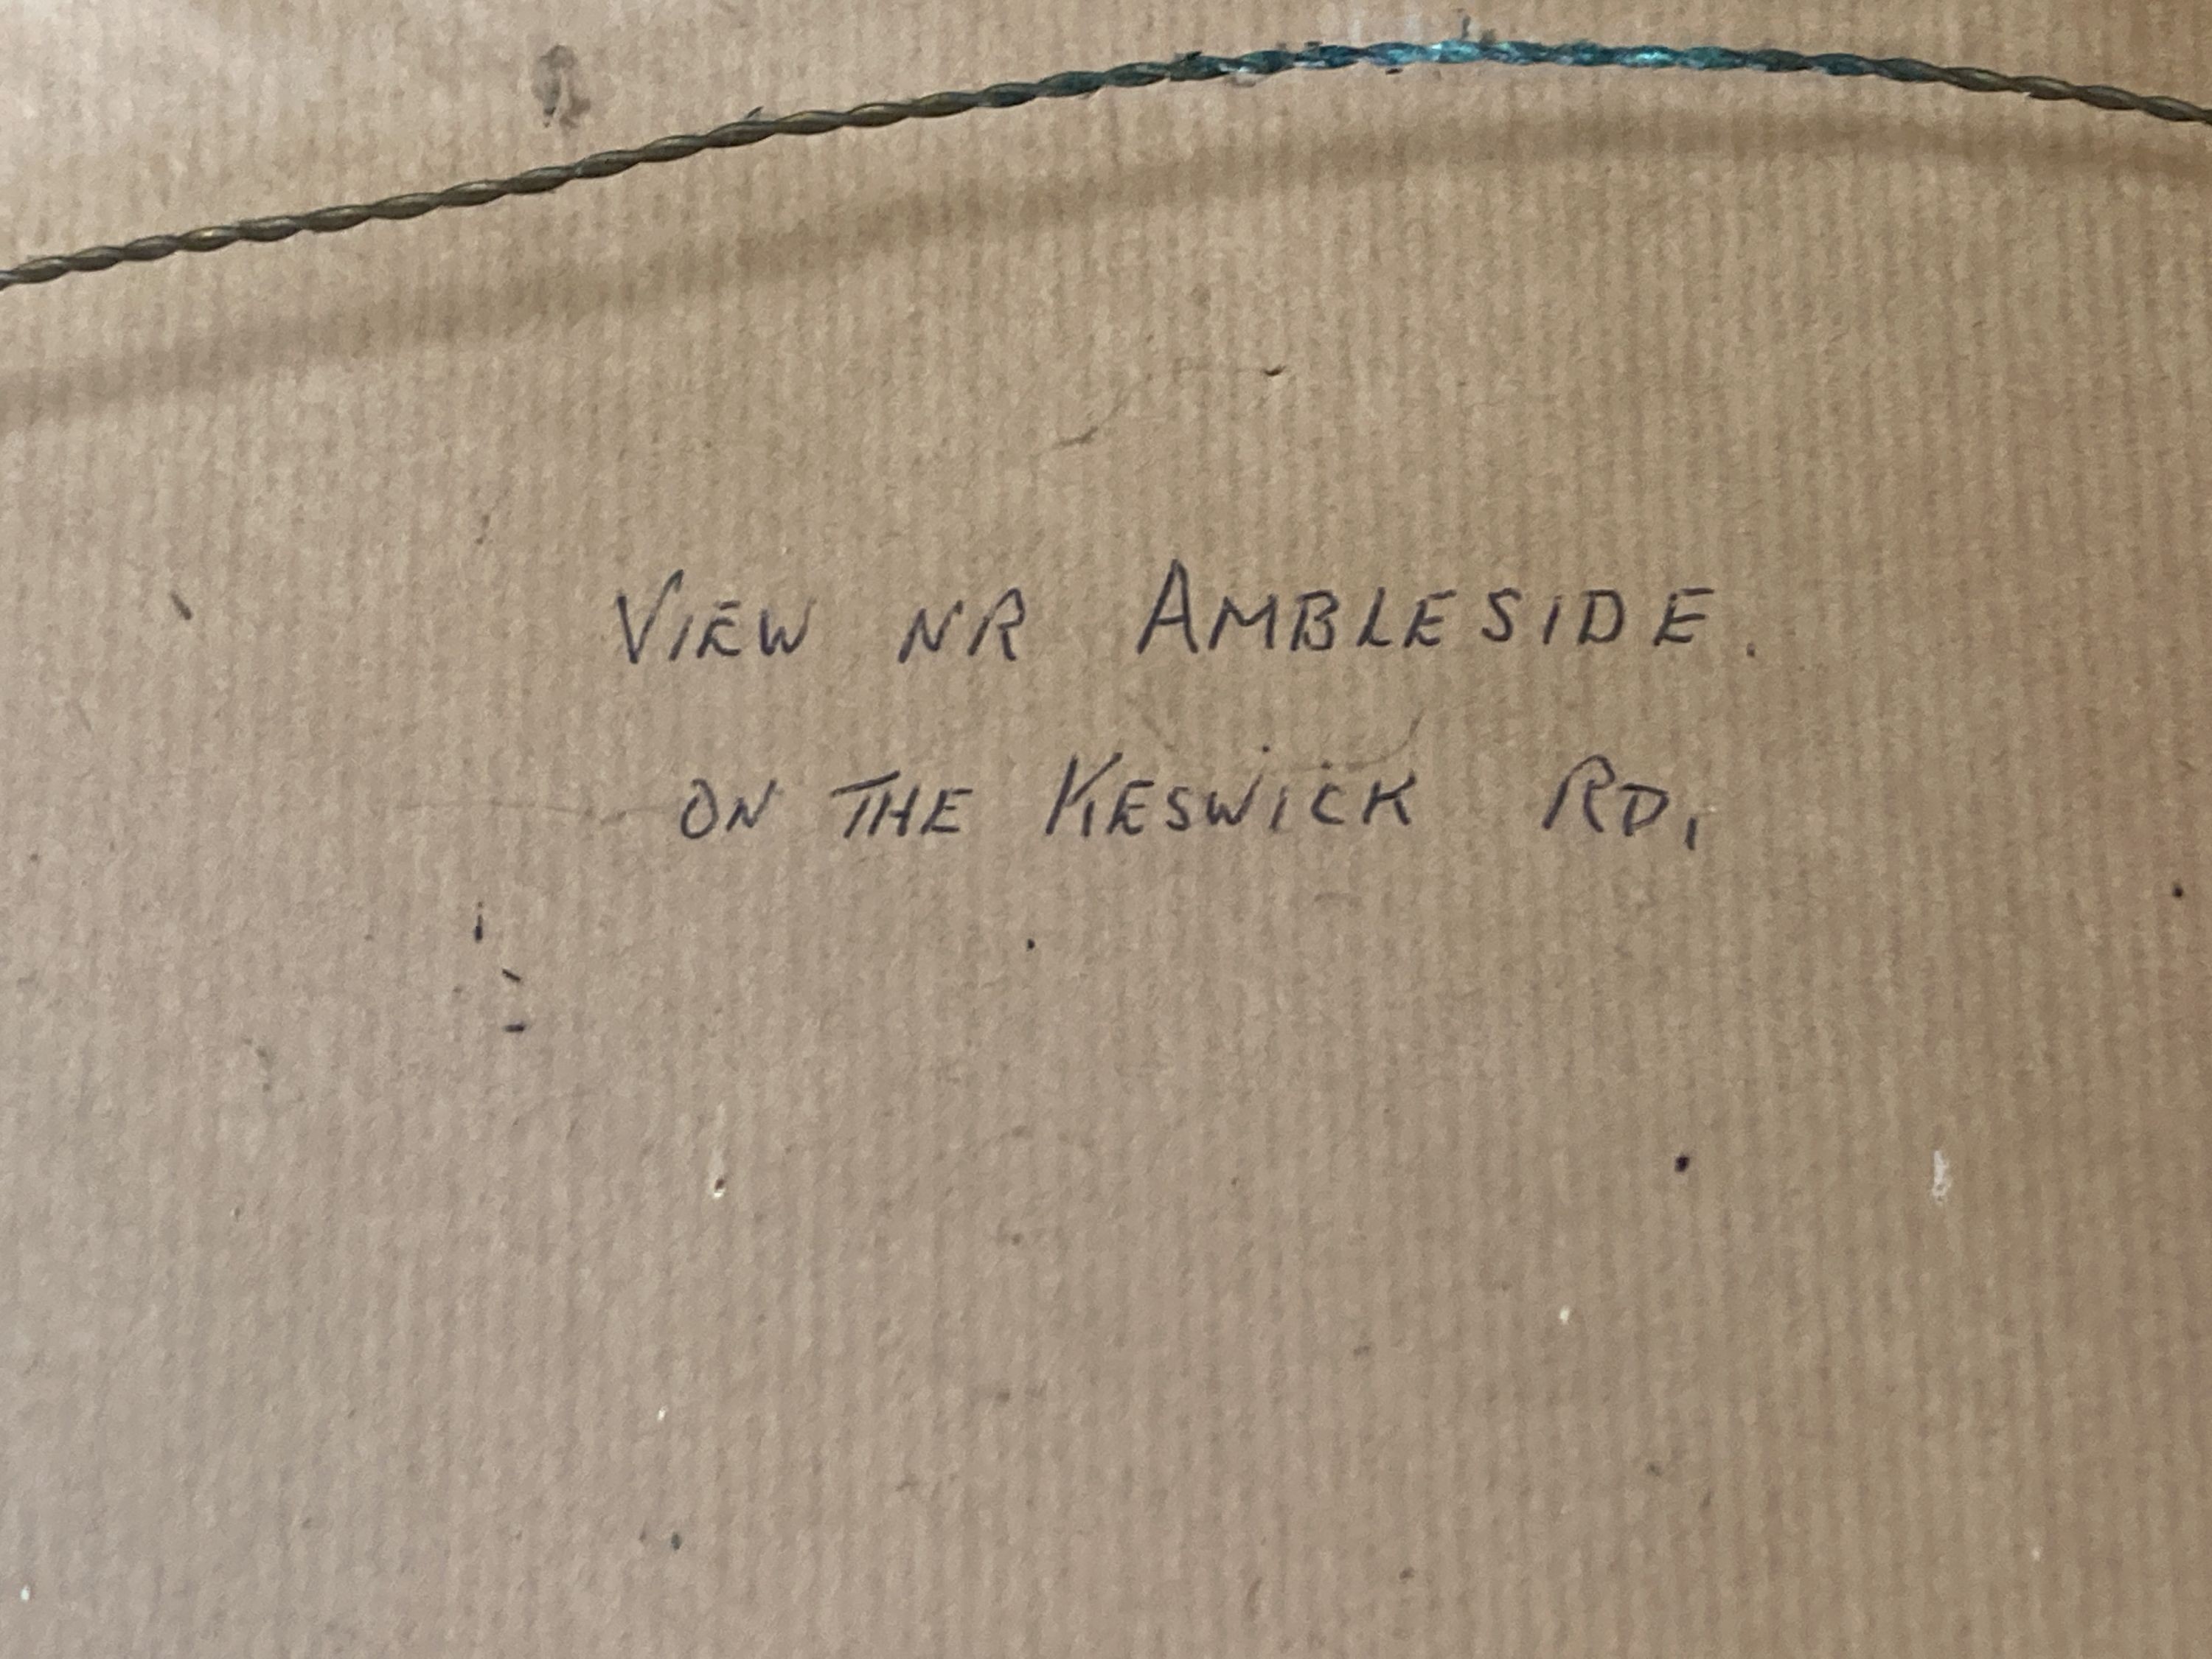 VIEW NR AMBLESIDE.
ON THE KESWICK RD,